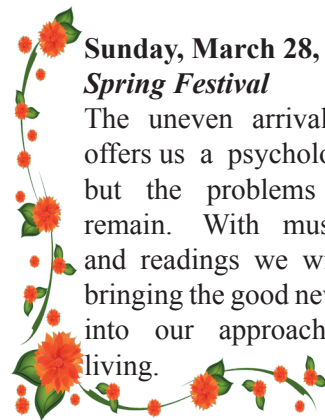 Sunday, March 28,
Spring Festival
The uneven arrival
offers us a psycholo
but the problems
remain. With mus
and readings we wi
bringing the good new
into our approach
living.